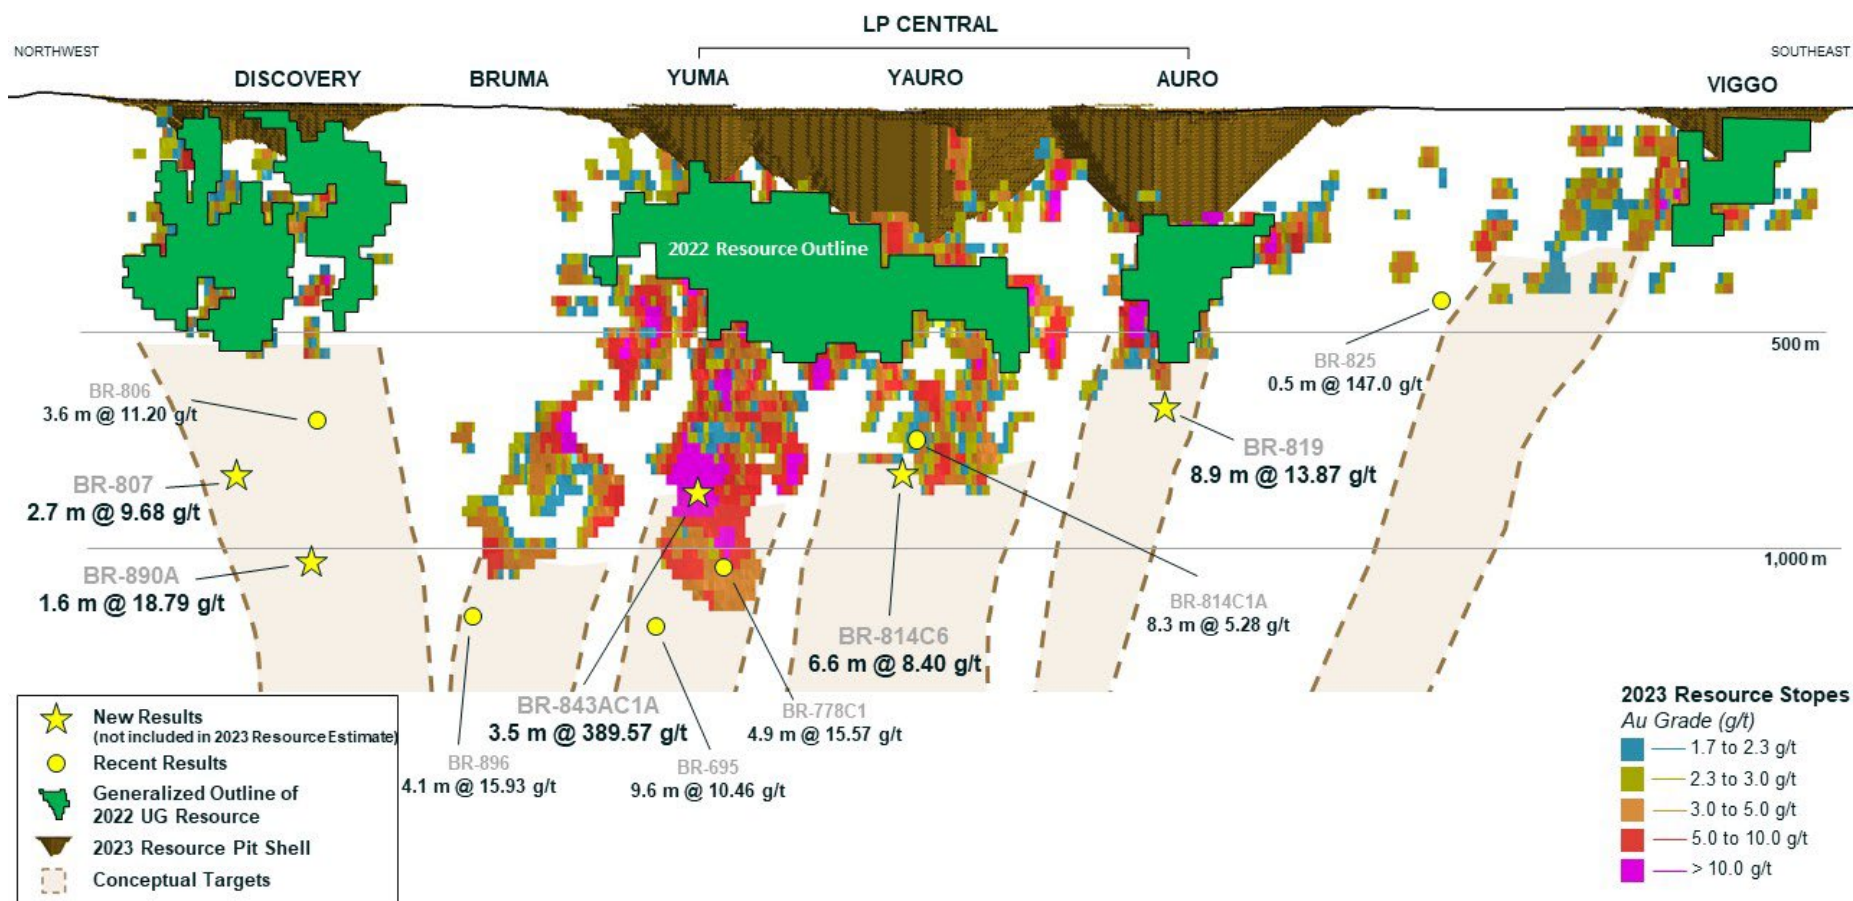 LP CENTRAL
NORTHWEST
SOUTHEAST
DISCOVERY
BRUMA
YUMA
YAURO
AURO
VIGGO
2022 Resource Outline
500 m
BR-825
0.5 m @ 147.0 g/t
BR-806
3.6 m @ 11.20 g/t
BR-819
8.9 m @ 13.87 g/t
BR-807
2.7 m @ 9.68 g/t
1,000 m
BR-890A
1.6 m @ 18.79 g/t
BR-814C1A
8.3 m @ 5.28 g/t
BR-814C6
6.6 m @ 8.40 g/t
BR-843AC1A
3.5 m @ 389.57 g/t
BR-778C1
4.9 m @ 15.57 g/t
BR-896
4.1 m @ 15.93 g/t
BR-695
9.6 m @ 10.46 g/t
New Results
(not included in 2023 Resource Estimate)
Recent Results
Generalized Outline of
2022 UG Resource
2023 Resource Pit Shell
Conceptual Targets
2023 Resource Stopes
Au Grade (g/t)
1.7 to 2.3 g/t
2.3 to 3.0 g/t
3.0 to 5.0 g/t
5.0 to 10.0 g/t
> 10.0 g/t